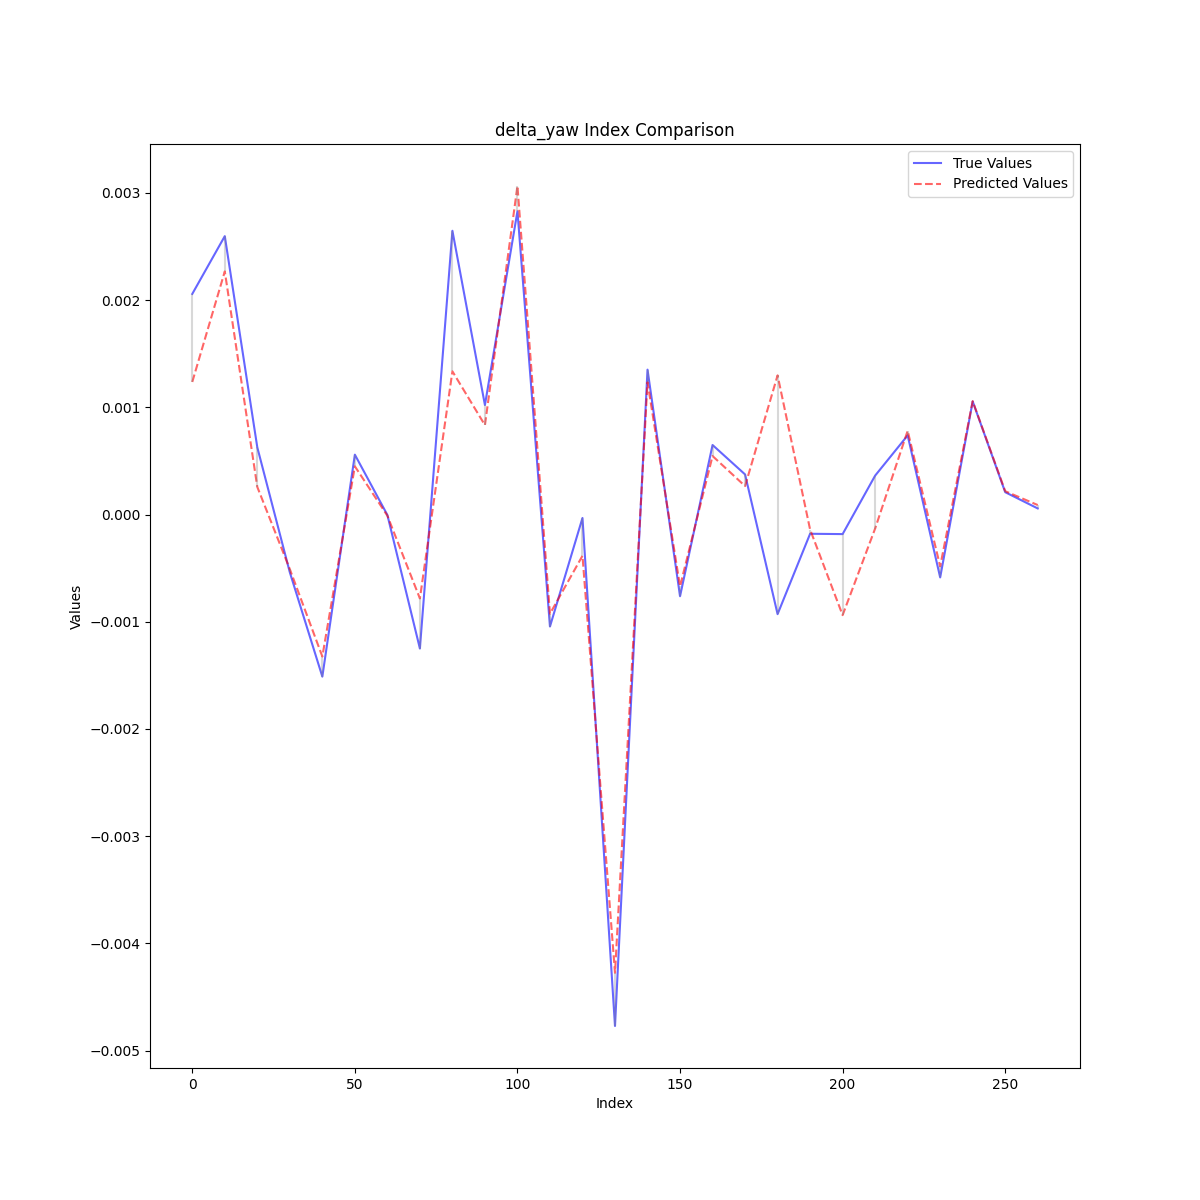 delta_yaw Index Comparison
True Values
Predicted Values
0.003
0.002
0.001
0.000
−0.001
−0.002
−0.003
−0.004
−0.005
Values
0 50 100 150 200 250
Index